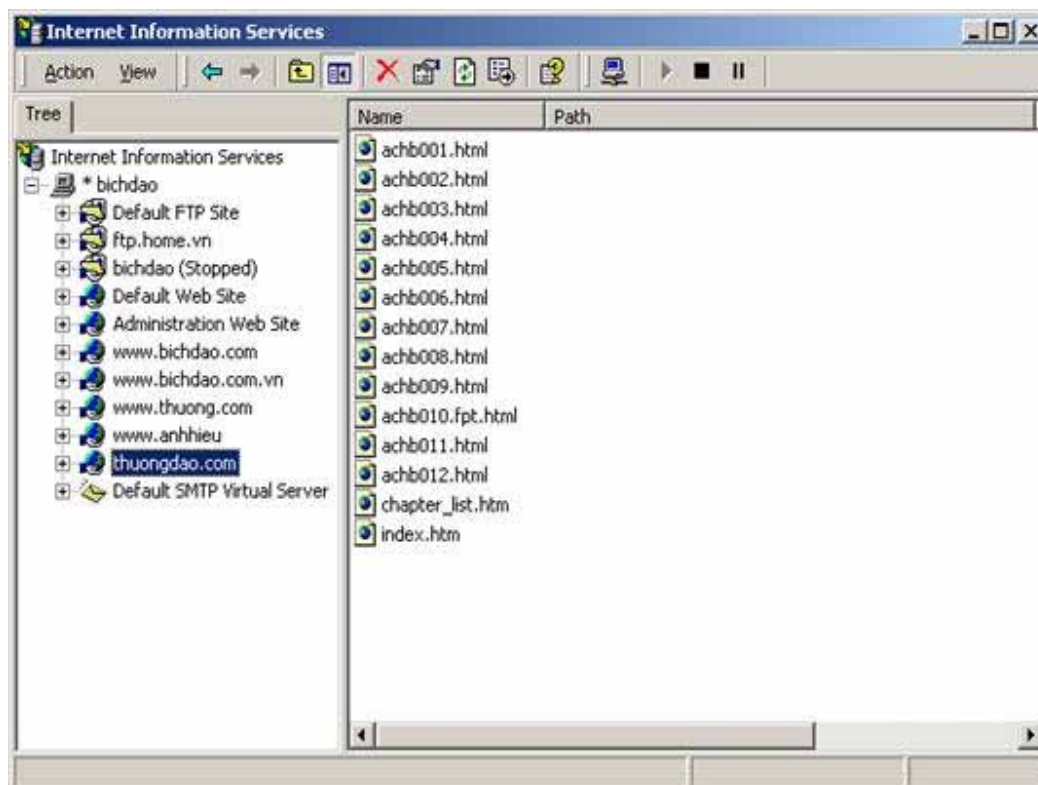 Internet Information Services
Action View
Tree
Name Path
Internet Information Services
* bichdao
Default FTP Site
ftp.home.vn
bichdao (Stopped)
Default Web Site
Administration Web Site
www.bichdao.com
www.bichdao.com.vn
www.thuong.com
www.anhhieu
thuongdao.com
Default SMTP Virtual Server
achb001.html
achb002.html
achb003.html
achb004.html
achb005.html
achb006.html
achb007.html
achb008.html
achb009.html
achb010.fpt.html
achb011.html
achb012.html
chapter_list.htm
index.htm